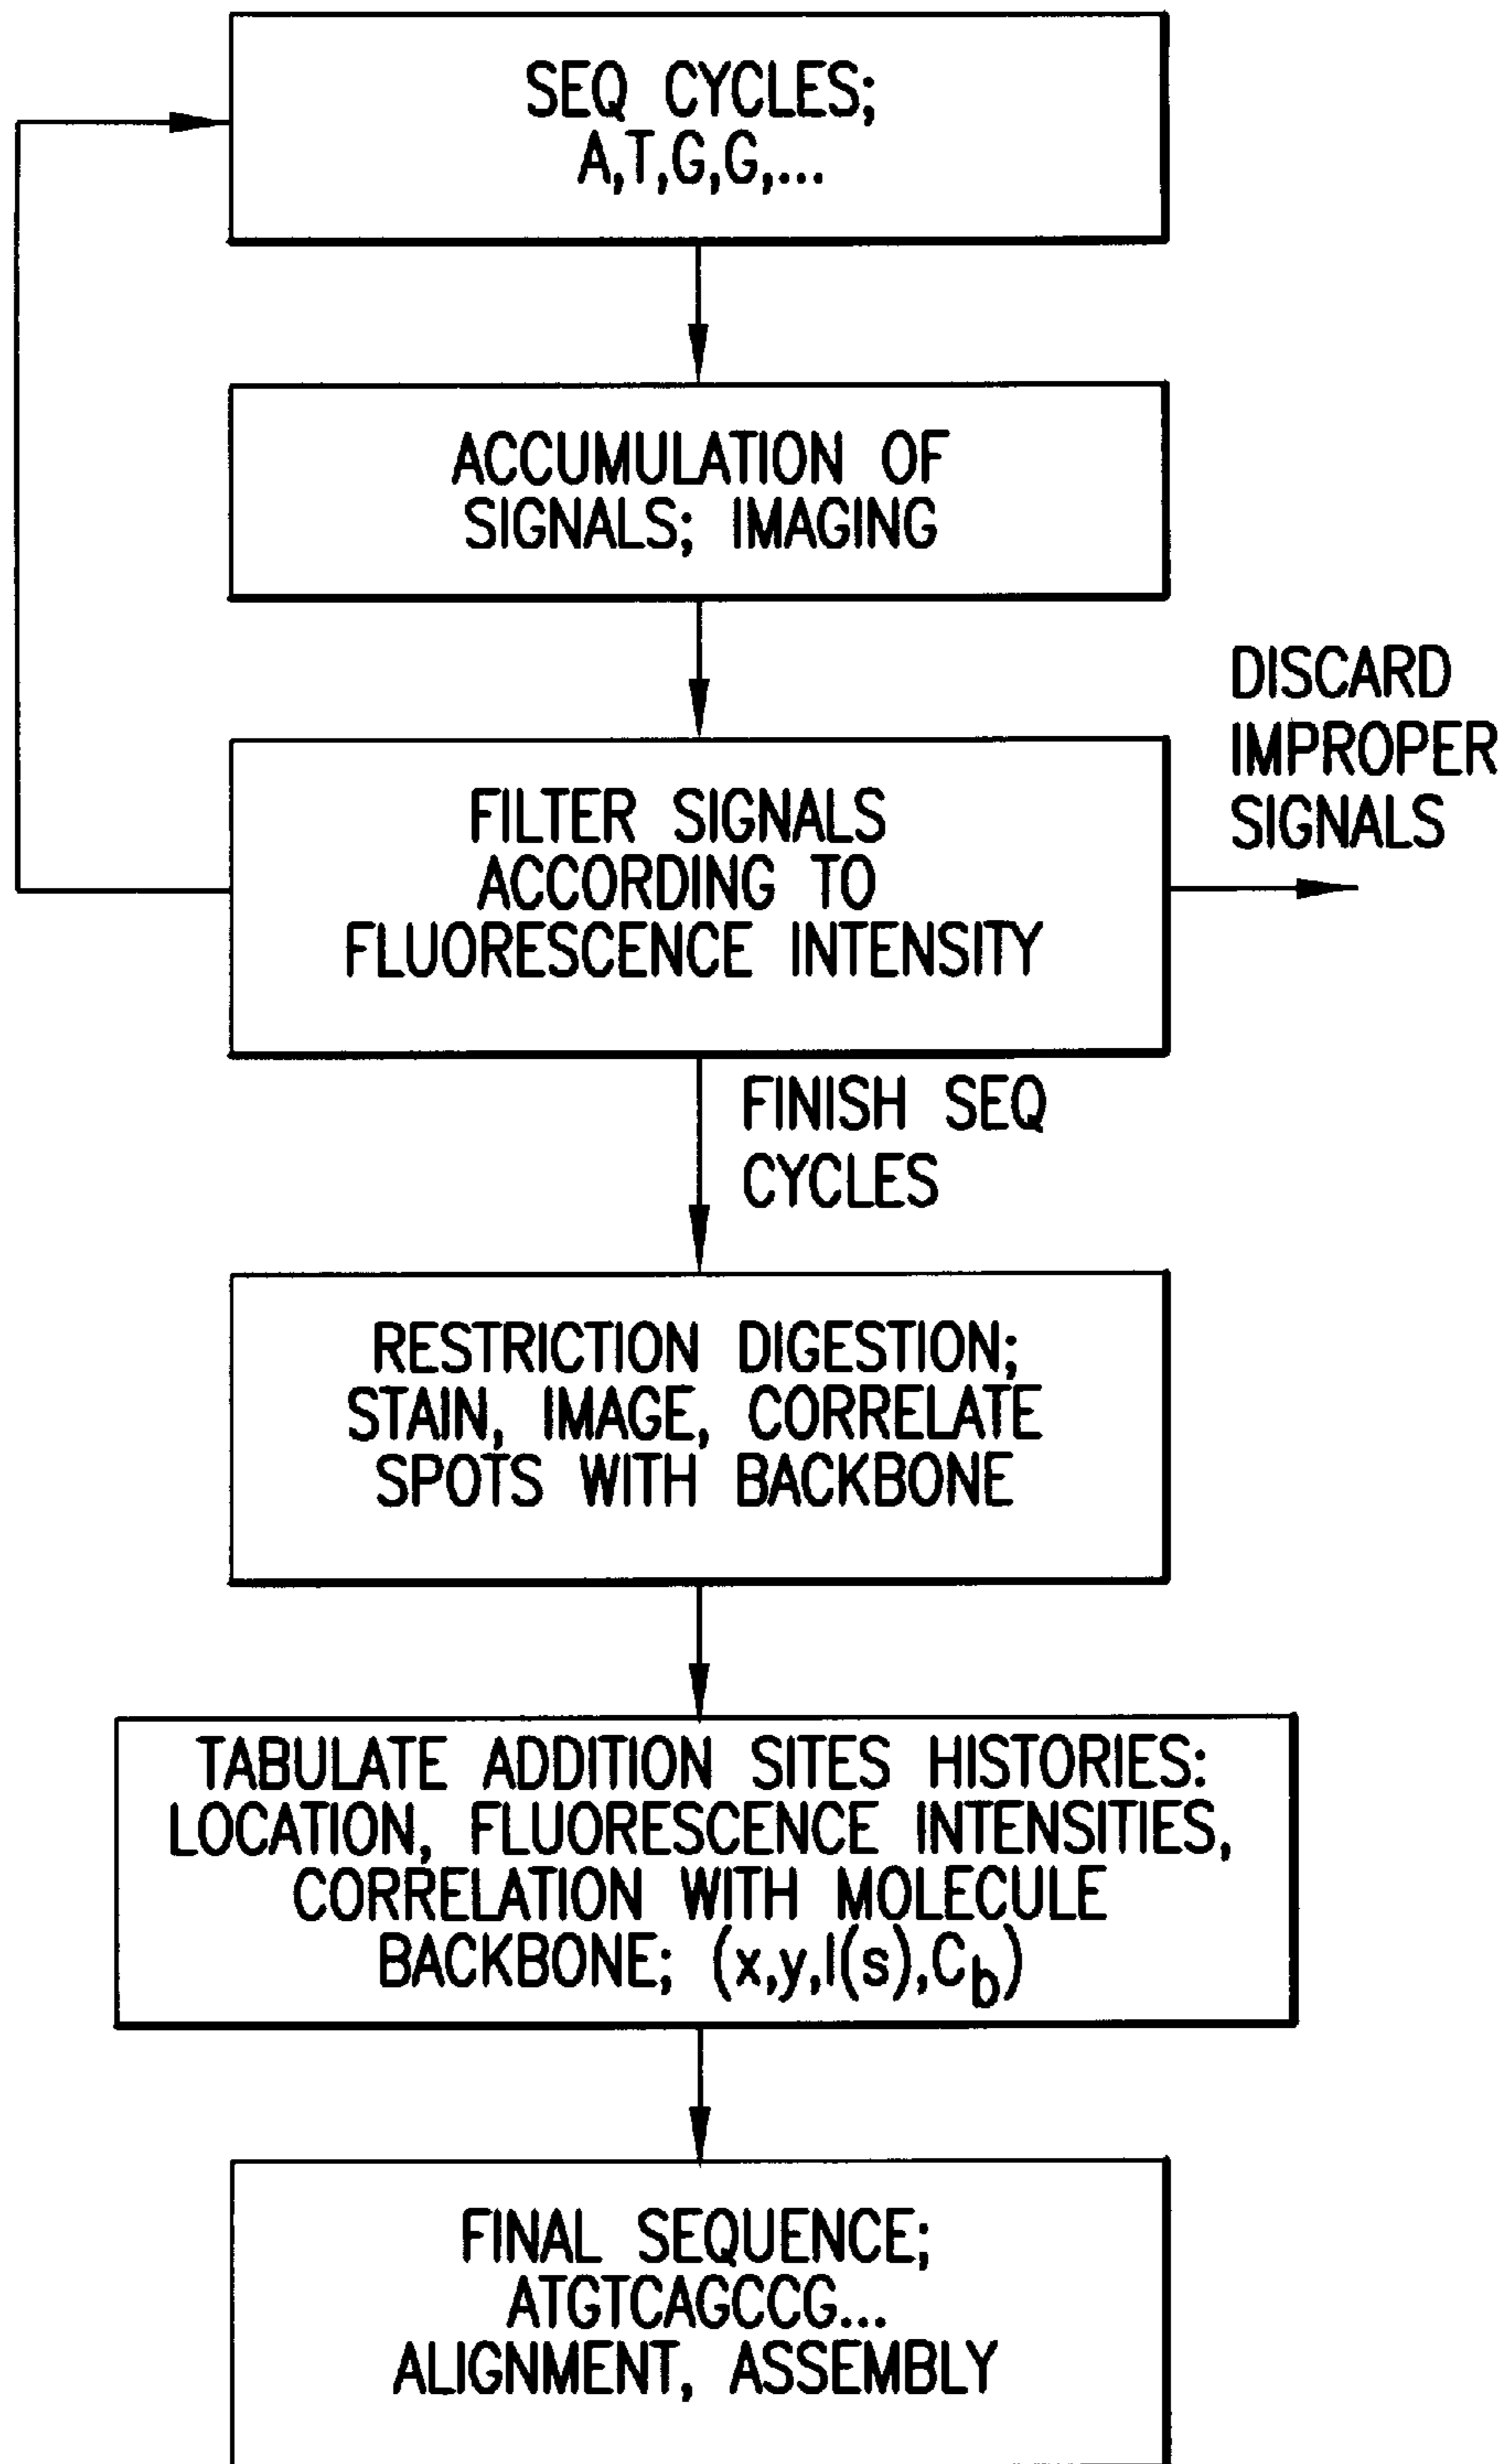 SEQ CYCLES;
A,T,G,G,...
ACCUMULATION OF
SIGNALS; IMAGING
DISCARD
IMPROPER
SIGNALS
FILTER SIGNALS
ACCORDING TO
FLUORESCENCE INTENSITY
FINISH SEQ
CYCLES
RESTRICTION DIGESTION;
STAIN, IMAGE, CORRELATE
SPOTS WITH BACKBONE
TABULATE ADDITION SITES HISTORIES:
LOCATION, FLUORESCENCE INTENSITIES,
CORRELATION WITH MOLECULE
BACKBONE; (x,y,I(s),C_b)
FINAL SEQUENCE;
ATGTCAGCCG...
ALIGNMENT, ASSEMBLY